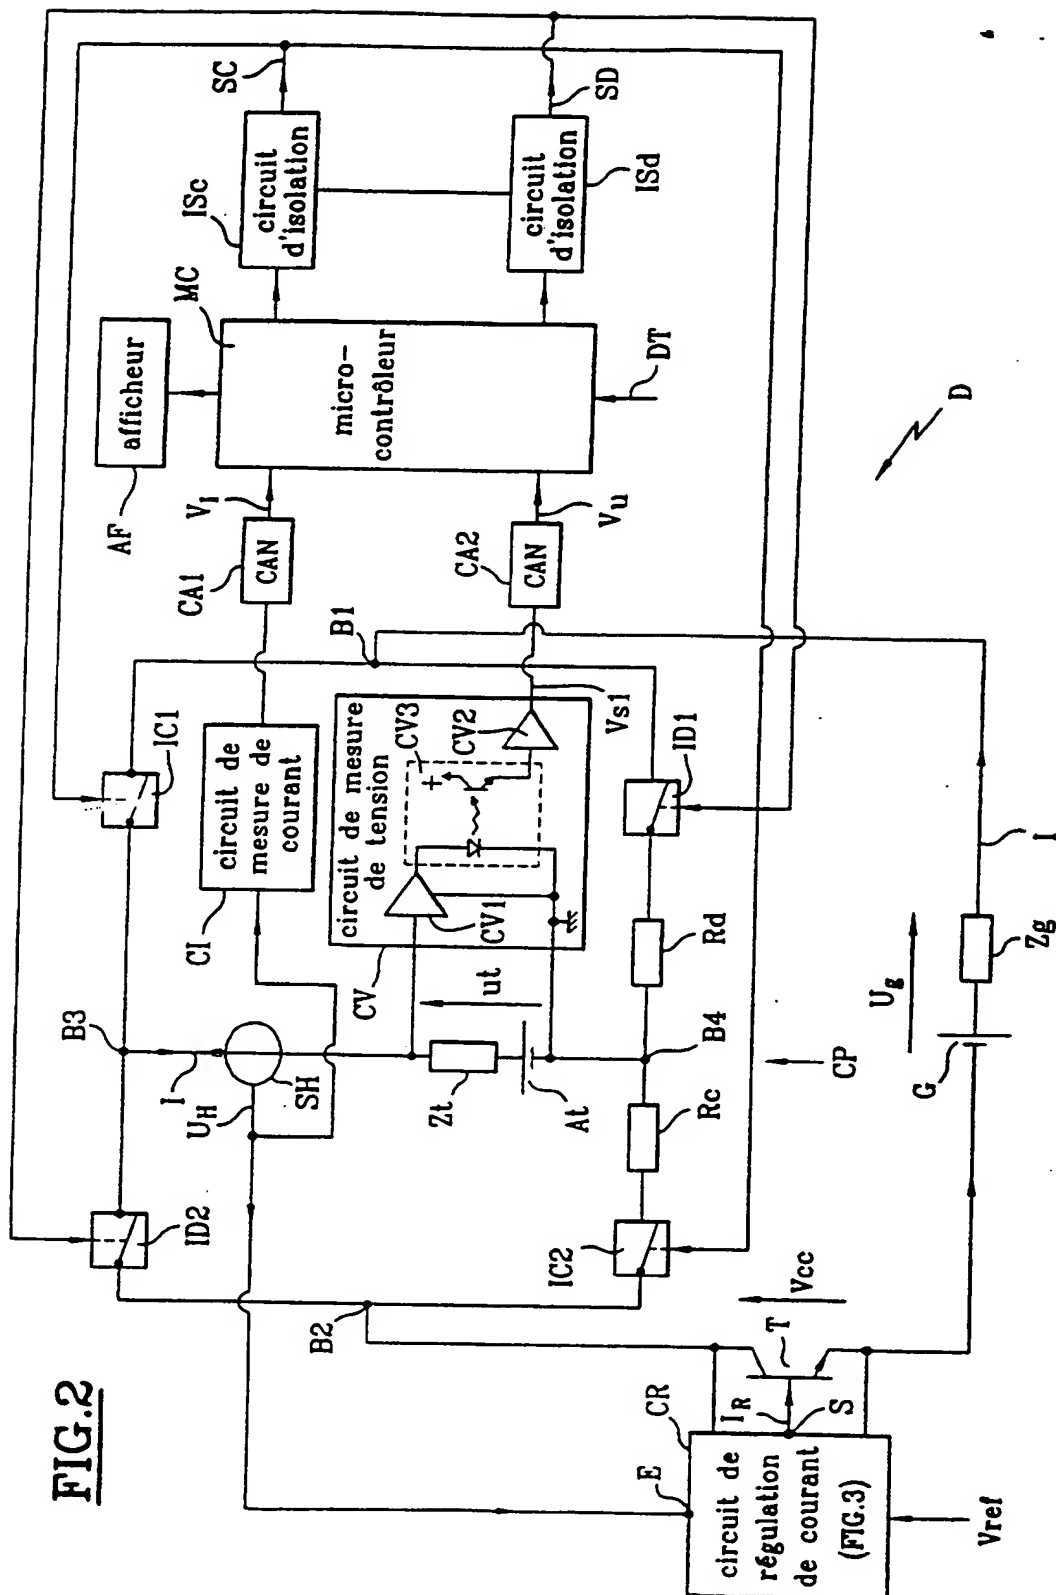 FIG.2
SC
SD
ISc
circuit
d'isolation
circuit
d'isolation
ISd
MC
afficheur
AF
micro-
contrôleur
DT
D
VI
Vu
CA1
CAN
CA2
CAN
B1
IC1
CI
circuit de
mesure de
courant
circuit de mesure
de tension
CV3
CV2
+
CV1
CV
Vs1
ID1
B3
I
UH
SH
Zt
ut
At
Rd
B4
Rc
CP
ID2
IC2
B2
Ug
G
Zg
I
Vcc
T
IR
S
CR
E
circuit de
régulation
de courant
(FIG.3)
Vref